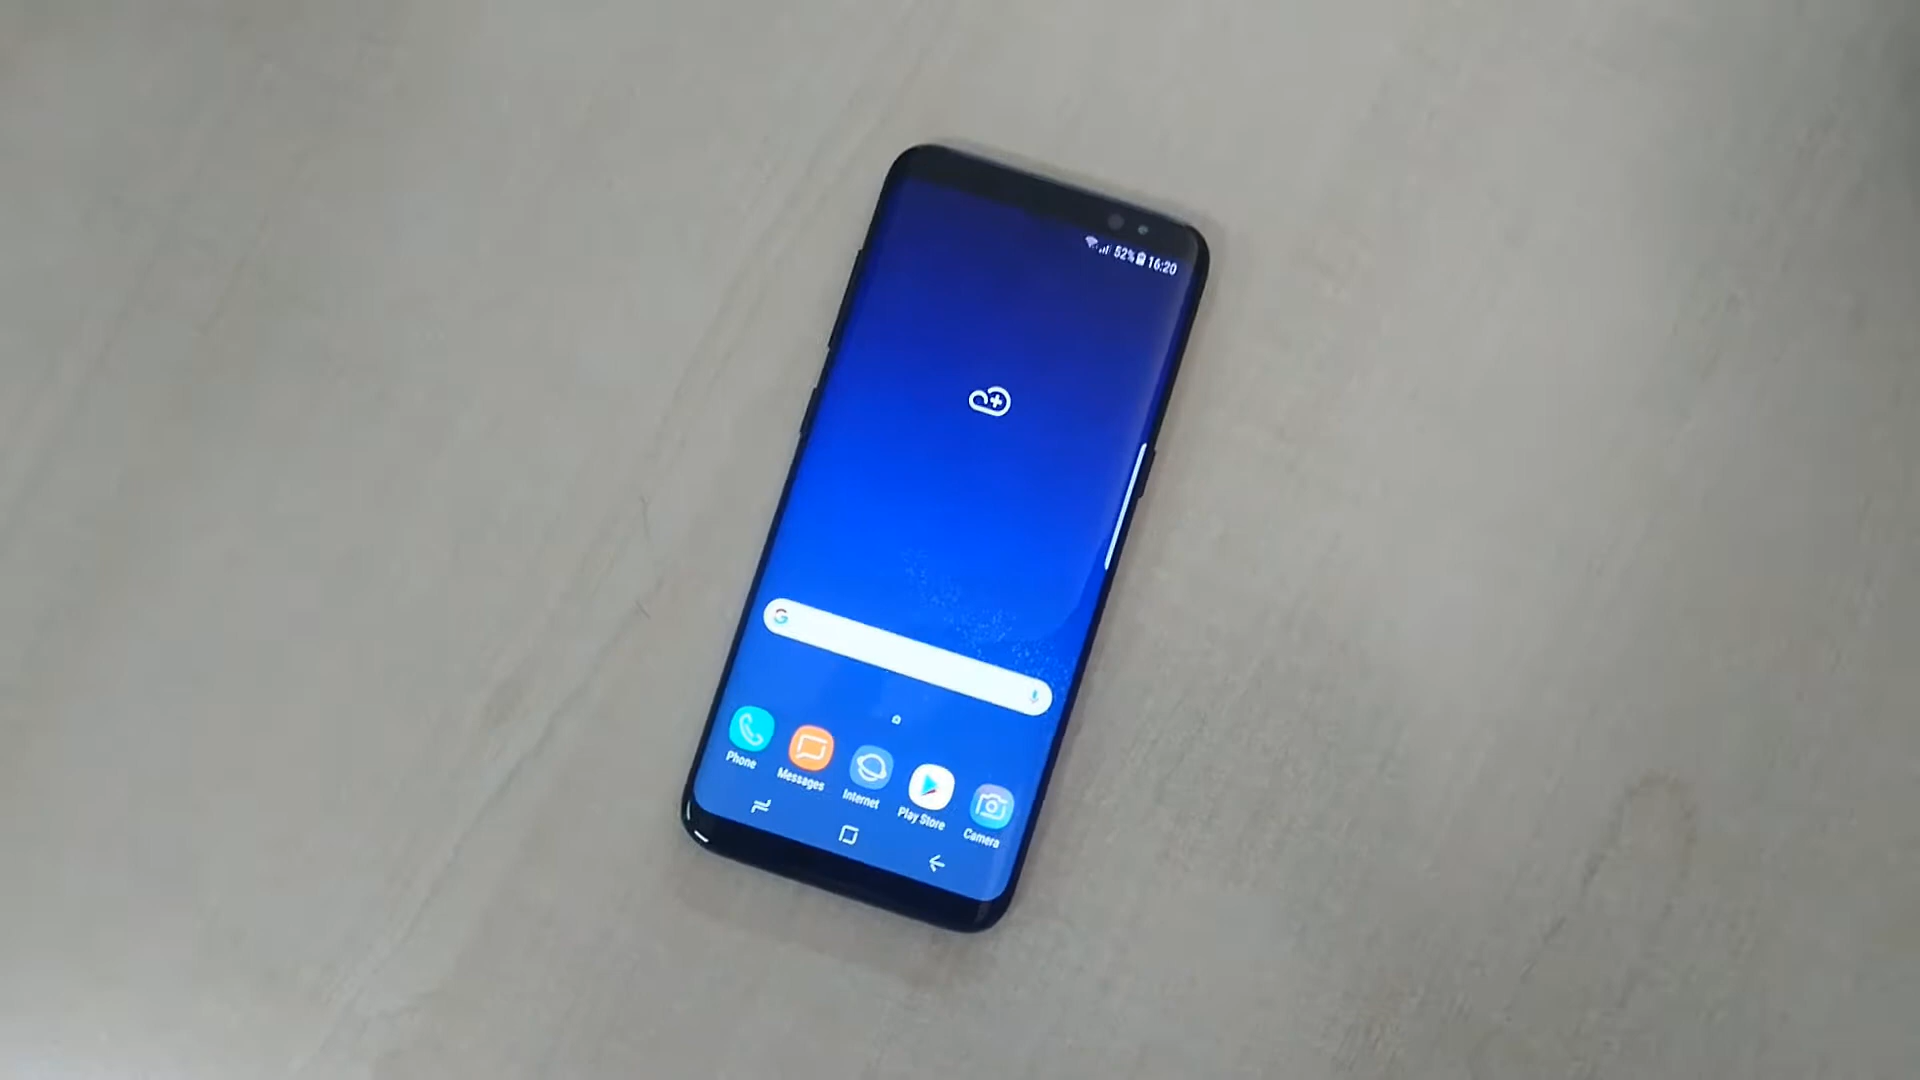 52% 16:20
G
Phone
Messages
Internet
Play Store
Camera